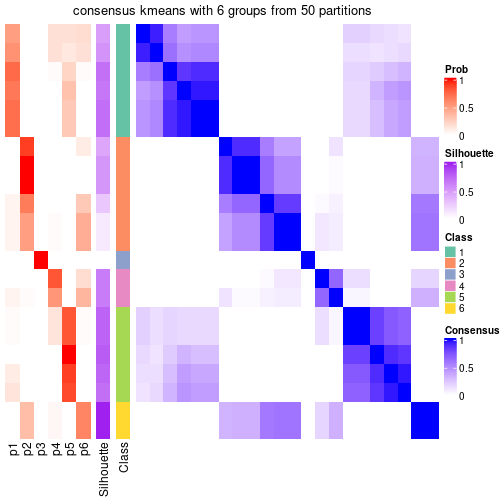 consensus kmeans with 6 groups from 50 partitions
Prob
1
0.5
0
Silhouette
1
0.5
0
Class
1
2
3
4
5
6
Consensus
1
0.5
0
p1
p2
p3
p4
p5
p6
Silhouette
Class